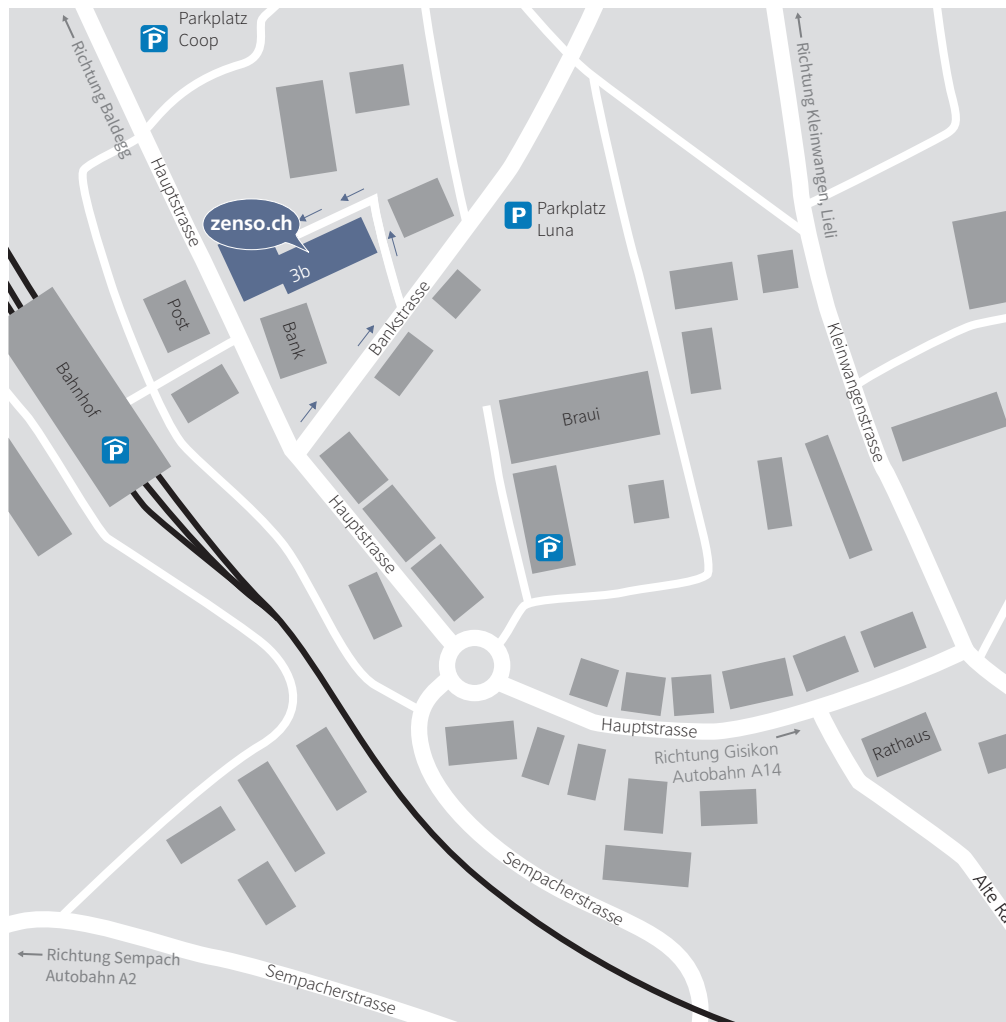 Parkplatz
Coop
P
Richtung Baldegg
Richtung Kleinwangen, Lieli
Hauptstrasse
zenso.ch
P
Parkplatz
Luna
3b
Post
Bank
Bankstrasse
Bahnhof
P
Kleinwangenstrasse
Braui
Hauptstrasse
P
Hauptstrasse
Richtung Gisikon
Autobahn A14
Rathaus
Sempacherstrasse
Alte Ra
Richtung Sempach
Autobahn A2
Sempacherstrasse